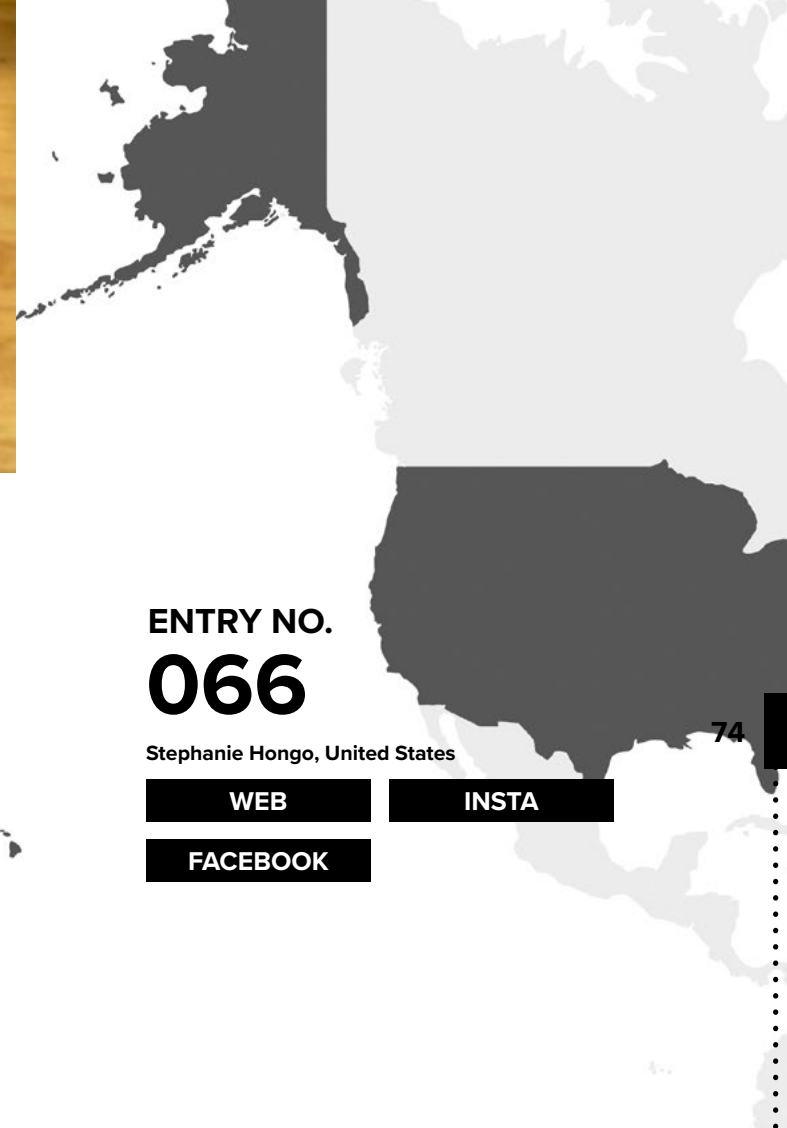 ENTRY NO.
066
74
Stephanie Hongo, United States
WEB
INSTA
FACEBOOK